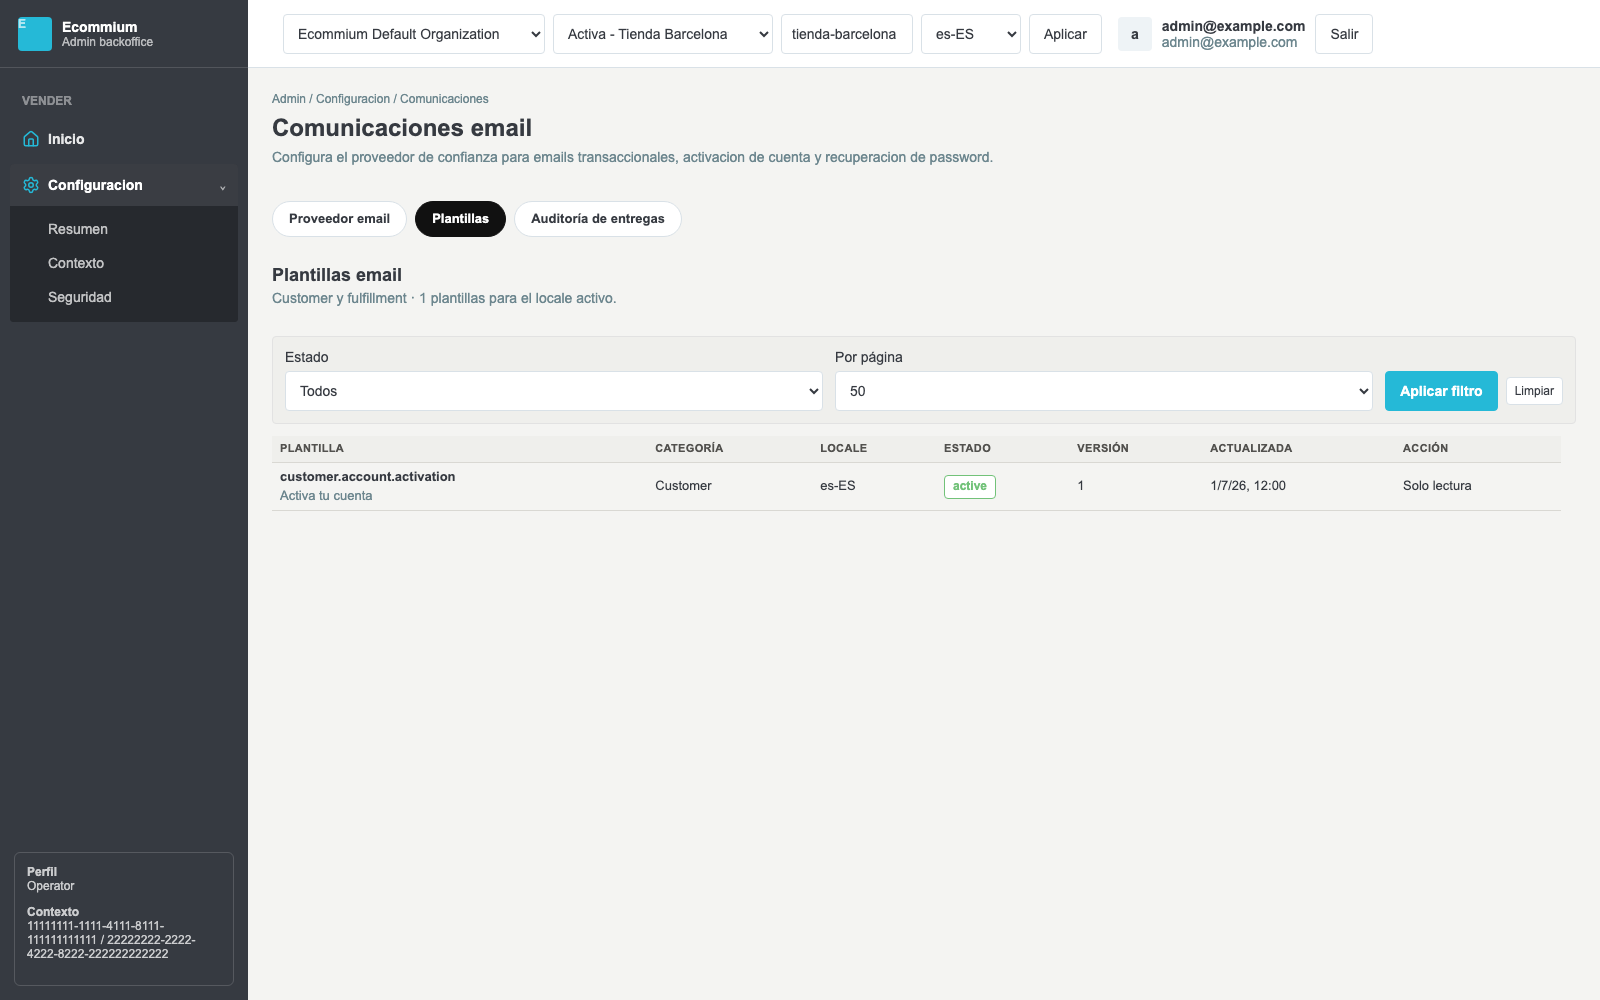 E
Ecommium
Admin backoffice
VENDER
Inicio
Configuracion
Resumen
Contexto
Seguridad
Perfil
Operator
Contexto
11111111-1111-4111-8111-
111111111111 / 22222222-2222-
4222-8222-222222222222
Ecommium Default Organization
Activa - Tienda Barcelona
tienda-barcelona
es-ES
Aplicar
a
admin@example.com
admin@example.com
Salir
Admin / Configuracion / Comunicaciones
Comunicaciones email
Configura el proveedor de confianza para emails transaccionales, activacion de cuenta y recuperacion de password.
Proveedor email
Plantillas
Auditoría de entregas
Plantillas email
Customer y fulfillment · 1 plantillas para el locale activo.
Estado
Todos
Por página
50
Aplicar filtro
Limpiar
PLANTILLA CATEGORÍA LOCALE ESTADO VERSIÓN ACTUALIZADA ACCIÓN
customer.account.activation
Activa tu cuenta
Customer es-ES active 1 1/7/26, 12:00 Solo lectura